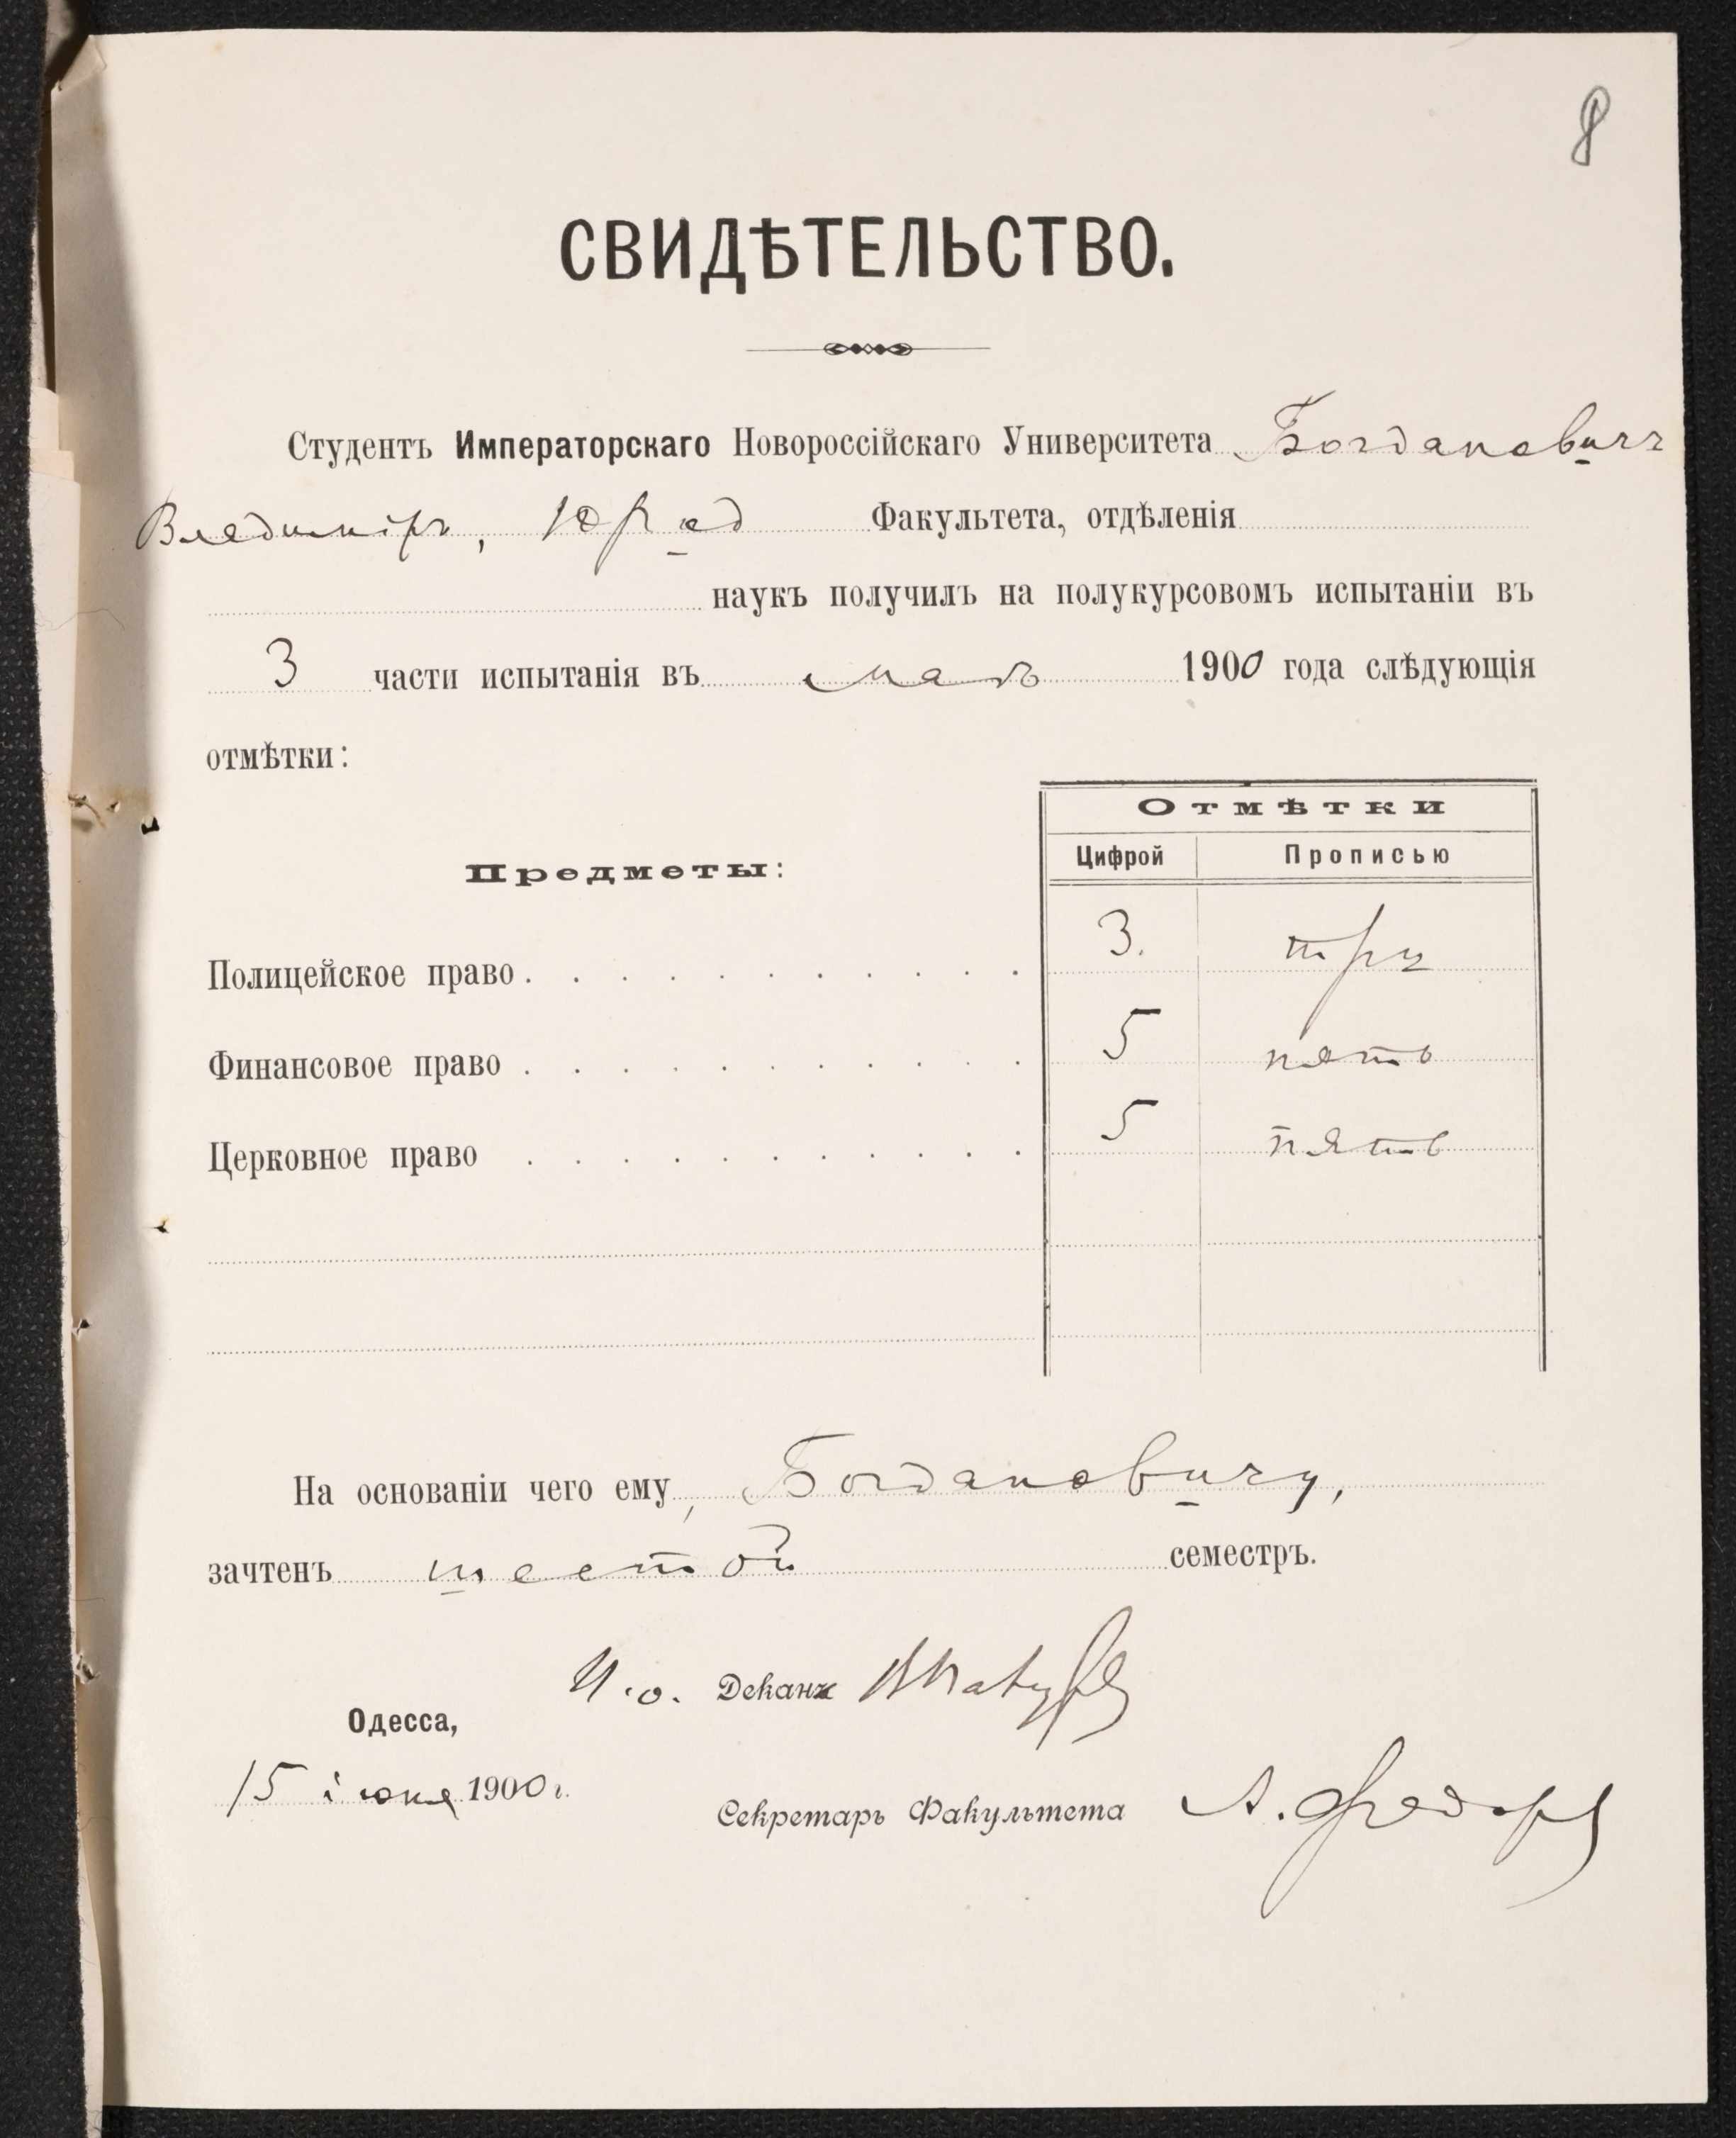 8
СВИДѢТЕЛЬСТВО.
Студентъ Императорскаго Новороссійскаго Университета Богдановичъ
Владиміръ, Юрид Факультета, отдѣленія
наукъ получилъ на полукурсовомъ испытаніи въ
3 части испытанія въ маѣ 1900 года слѣдующія
отмѣтки:
Отмѣтки
Предметы: Цифрой Прописью
Полицейское право 3. три
Финансовое право 5 пять
Церковное право 5 пять
На основаніи чего ему, Богдановичу,
зачтенъ шестой семестръ.
И.о. Декана
Одесса,
15 іюня 1900 г.
Секретарь Факультета А. Федоров